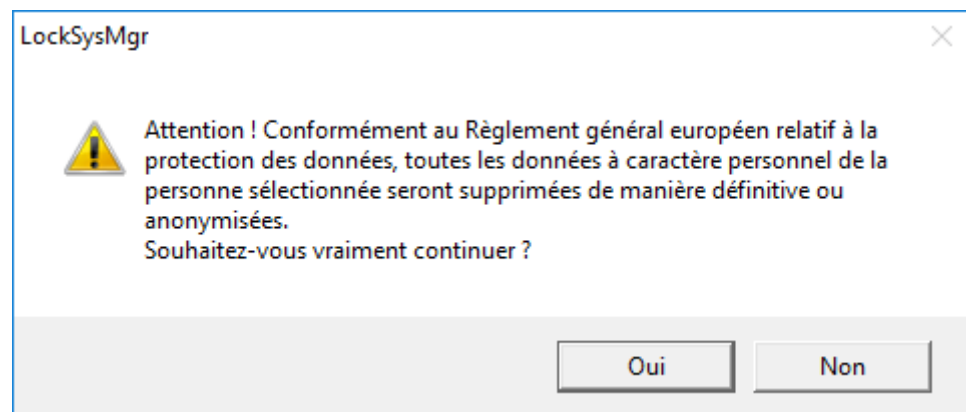 LockSysMgr
Attention ! Conformément au Règlement général européen relatif à la
protection des données, toutes les données à caractère personnel de la
personne sélectionnée seront supprimées de manière définitive ou
anonymisées.
Souhaitez-vous vraiment continuer ?
Oui
Non